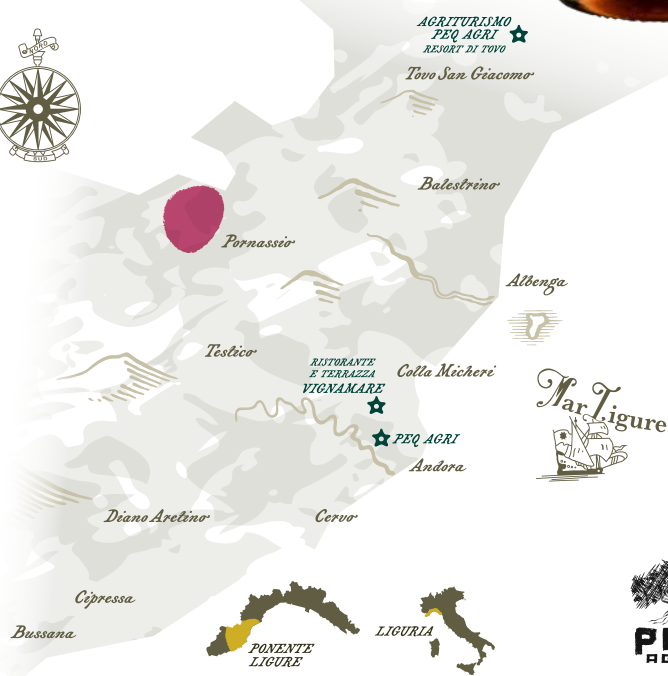 AGRITURISMO
PEQ AGRI
RESORT DI TOVO
NORD
Tovo San Giacomo
SUD
Balestrino
Pornassio
Albenga
Testico
RISTORANTE
E TERRAZZA
VIGNAMARE
Colla Micheri
Mar Ligure
PEQ AGRI
Andora
Diano Aretino
Cervo
Cipressa
Bussana
LIGURIA
PONENTE
LIGURE